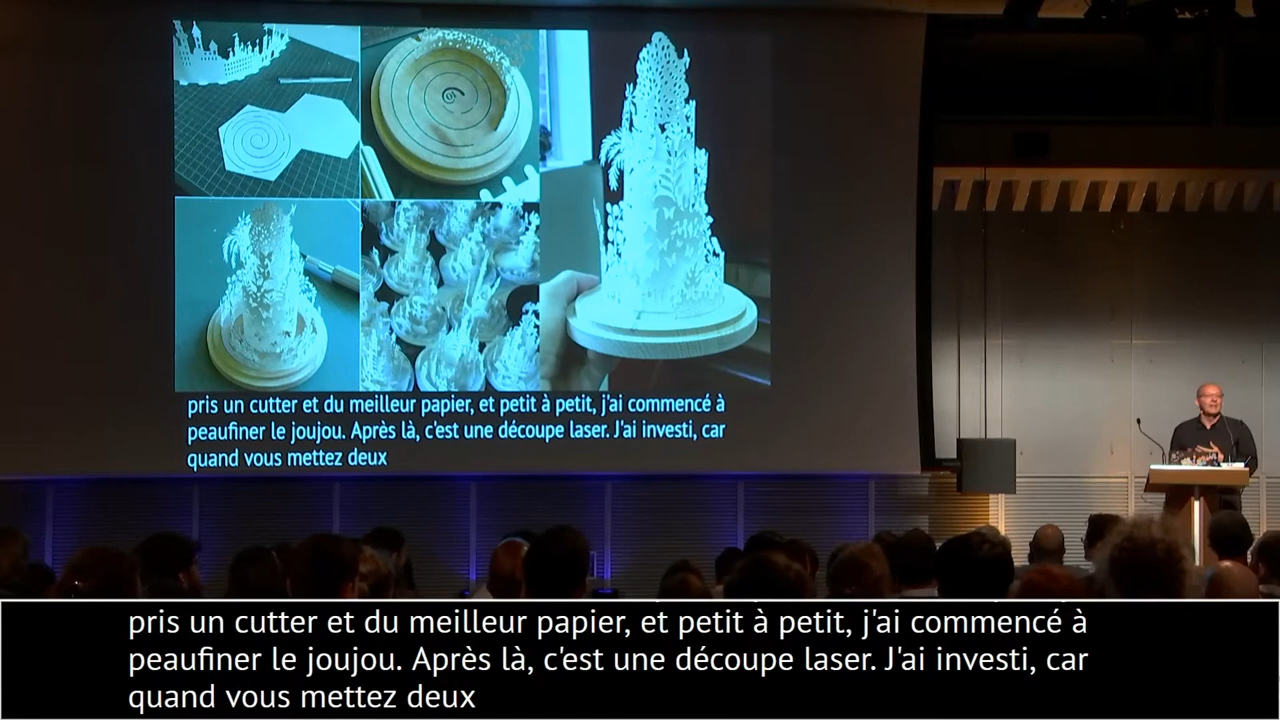 pris un cutter et du meilleur papier, et petit à petit, j'ai commencé à
peaufiner le joujou. Après là, c'est une découpe laser. J'ai investi, car
quand vous mettez deux
pris un cutter et du meilleur papier, et petit à petit, j'ai commencé à
peaufiner le joujou. Après là, c'est une découpe laser. J'ai investi, car
quand vous mettez deux